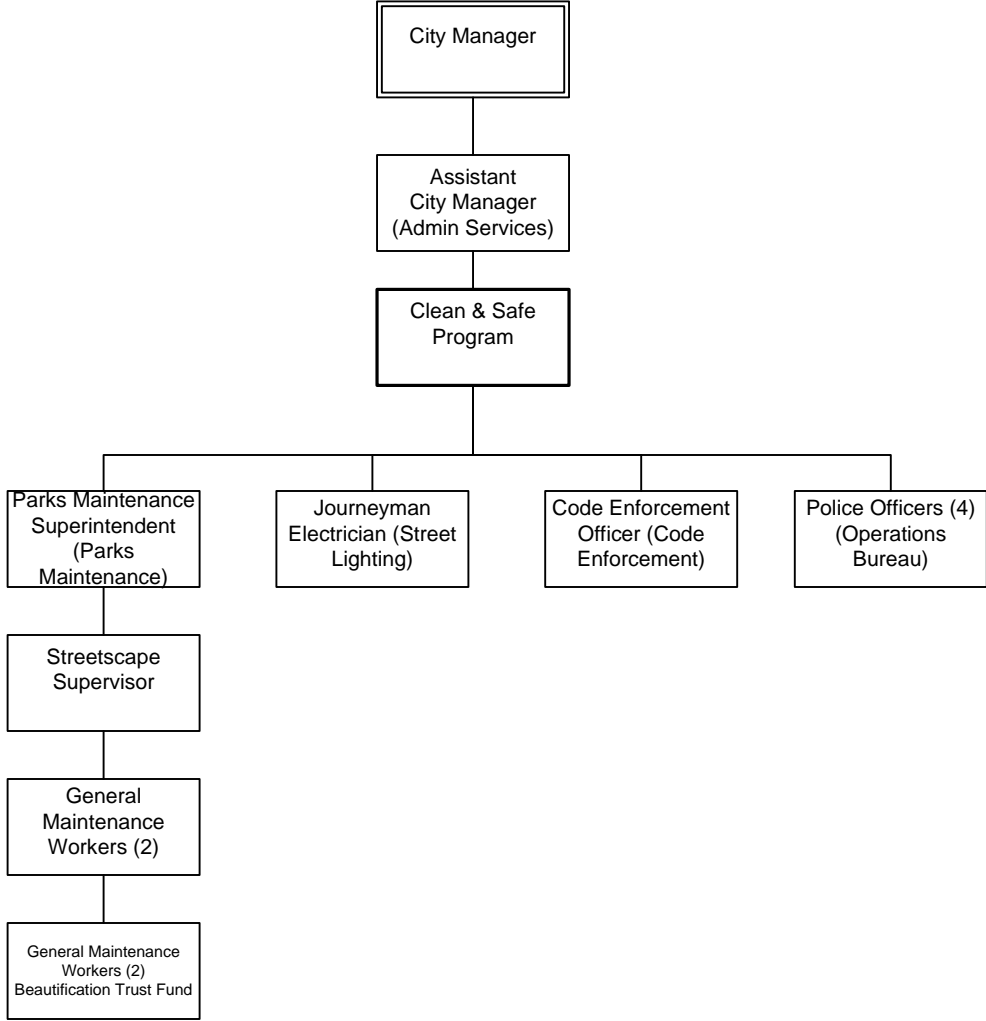 City Manager
Assistant
City Manager
(Admin Services)
Clean & Safe
Program
Parks Maintenance
Superintendent
(Parks
Maintenance)
Journeyman
Electrician (Street
Lighting)
Code Enforcement
Officer (Code
Enforcement)
Police Officers (4)
(Operations
Bureau)
Streetscape
Supervisor
General
Maintenance
Workers (2)
General Maintenance
Workers (2)
Beautification Trust Fund